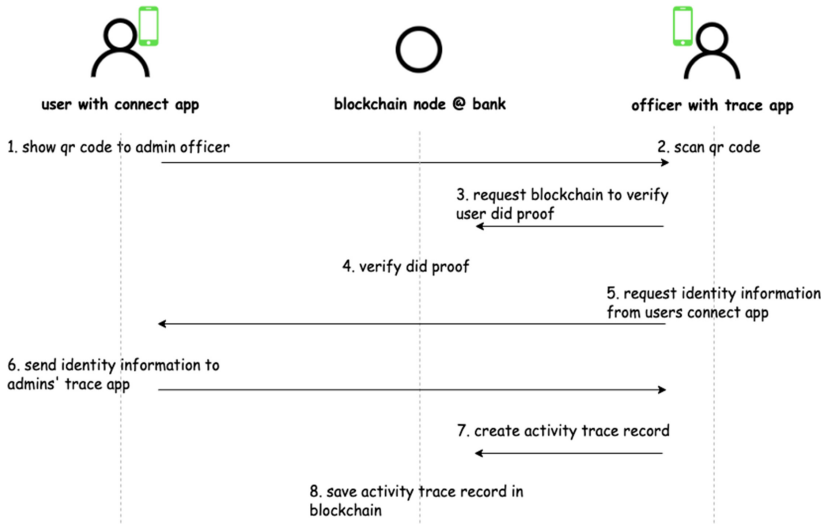 user with connect app
blockchain node @ bank
officer with trace app
1. show qr code to admin officer
2. scan qr code
3. request blockchain to verify
user did proof
4. verify did proof
5. request identity information
from users connect app
6. send identity information to
admins' trace app
7. create activity trace record
8. save activity trace record in
blockchain